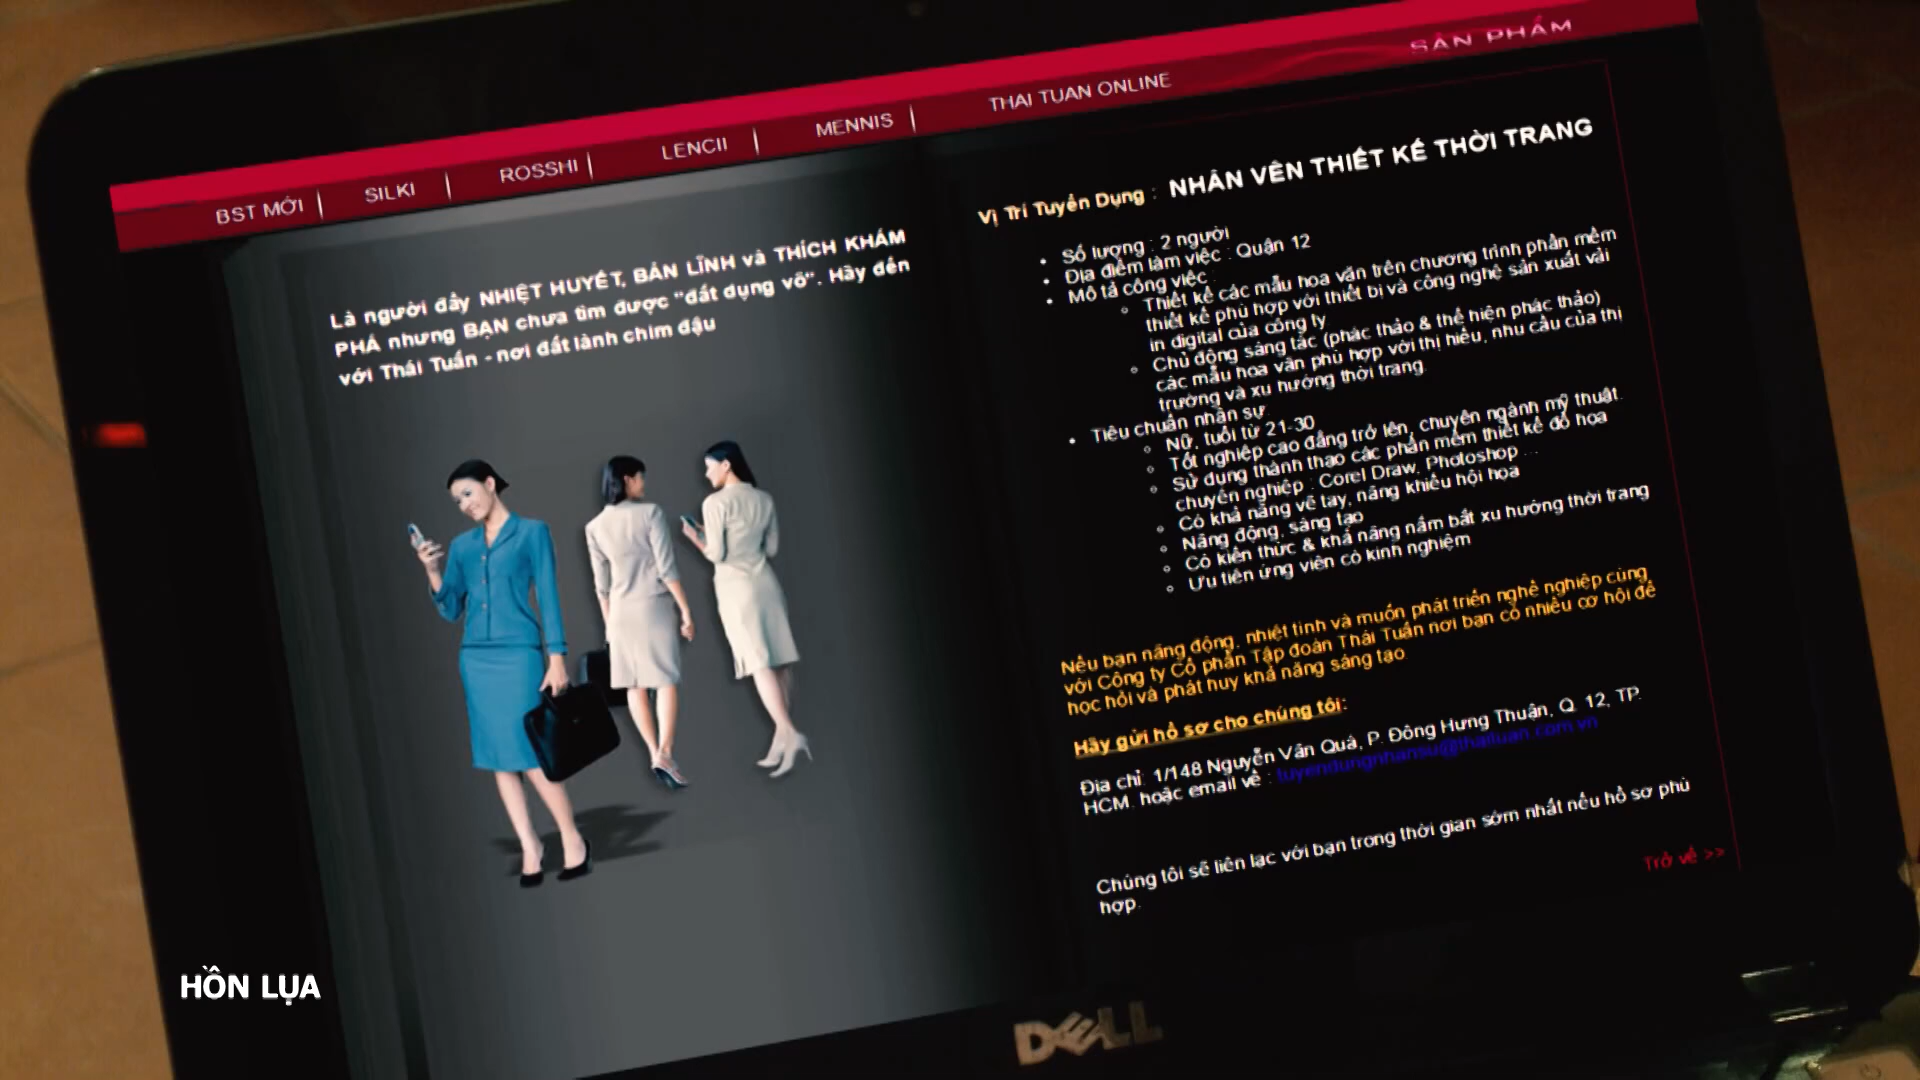 SẢN PHẨM
BST MỚI
SILKI
ROSSHI
LENCII
MENNIS
THAI TUAN ONLINE
Là người đầy NHIỆT HUYẾT, BẢN LĨNH và THÍCH KHÁM
PHÁ nhưng BẠN chưa tìm được "đất dụng võ". Hãy đến
với Thái Tuấn - nơi đất lành chim đậu
Vị Trí Tuyển Dụng : NHÂN VÊN THIẾT KẾ THỜI TRANG
• Số lượng : 2 người
• Địa điểm làm việc : Quận 12
• Mô tả công việc :
Thiết kế các mẫu hoa văn trên chương trình phần mềm
thiết kế phù hợp với thiết bị và công nghệ sản xuất vải
in digital của công ty
Chủ động sáng tác (phác thảo & thể hiện phác thảo)
các mẫu hoa văn phù hợp với thị hiếu, nhu cầu của thị
trường và xu hướng thời trang.
• Tiêu chuẩn nhân sự
Nữ, tuổi từ 21-30
Tốt nghiệp cao đẳng trở lên, chuyên ngành mỹ thuật.
Sử dụng thành thạo các phần mềm thiết kế đồ họa
chuyên nghiệp : Corel Draw, Photoshop ...
Có khả năng vẽ tay, năng khiếu hội họa
Năng động, sáng tạo
Có kiến thức & khả năng nắm bắt xu hướng thời trang
Ưu tiên ứng viên có kinh nghiệm
Nếu bạn năng động, nhiệt tình và muốn phát triển nghề nghiệp cùng
với Công ty Cổ phần Tập đoàn Thái Tuấn nơi bạn có nhiều cơ hội để
học hỏi và phát huy khả năng sáng tạo
Hãy gửi hồ sơ cho chúng tôi:
Địa chỉ: 1/148 Nguyễn Văn Quá, P. Đông Hưng Thuận, Q. 12, TP.
HCM. hoặc email về : tuyendungnhansu@thaituan.com.vn
Chúng tôi sẽ liên lạc với bạn trong thời gian sớm nhất nếu hồ sơ phù
hợp.
Trở về >>
HỒN LỤA
DELL